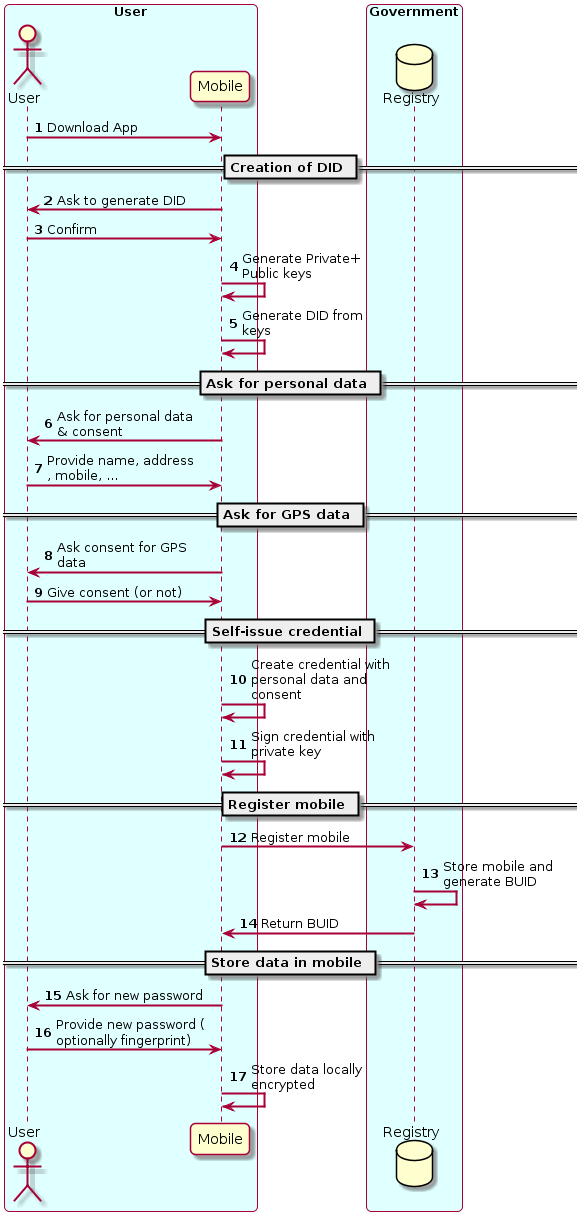 User
Government
User
Mobile
Registry
1 Download App
Creation of DID
2 Ask to generate DID
3 Confirm
4 Generate Private+
Public keys
5 Generate DID from
keys
Ask for personal data
6 Ask for personal data
& consent
7 Provide name, address
, mobile, ...
Ask for GPS data
8 Ask consent for GPS
data
9 Give consent (or not)
Self-issue credential
10 Create credential with
personal data and
consent
11 Sign credential with
private key
Register mobile
12 Register mobile
13 Store mobile and
generate BUID
14 Return BUID
Store data in mobile
15 Ask for new password
16 Provide new password (
optionally fingerprint)
17 Store data locally
encrypted
User
Mobile
Registry